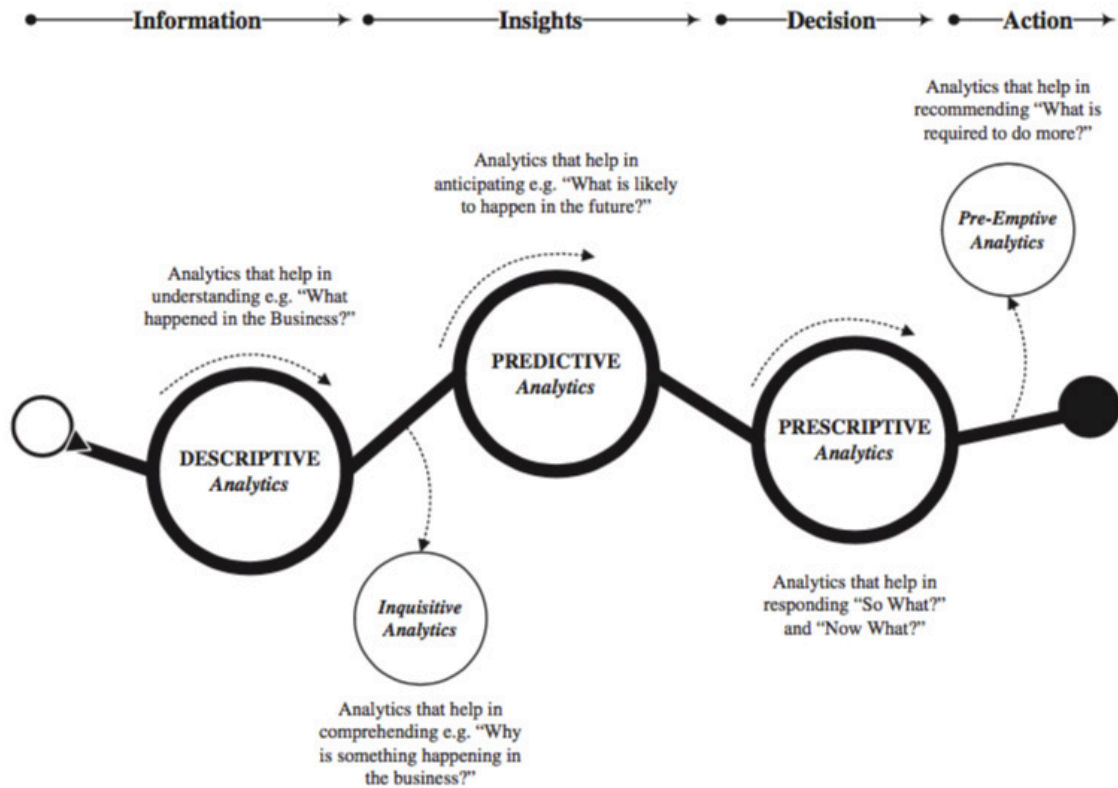 Information
Insights
Decision
Action
Analytics that help in
recommending “What is
required to do more?”
Pre-Emptive
Analytics
Analytics that help in
anticipating e.g. “What is likely
to happen in the future?”
Analytics that help in
understanding e.g. “What
happened in the Business?”
PREDICTIVE
Analytics
PRESCRIPTIVE
Analytics
DESCRIPTIVE
Analytics
Inquisitive
Analytics
Analytics that help in
responding “So What?”
and “Now What?”
Analytics that help in
comprehending e.g. “Why
is something happening in
the business?”